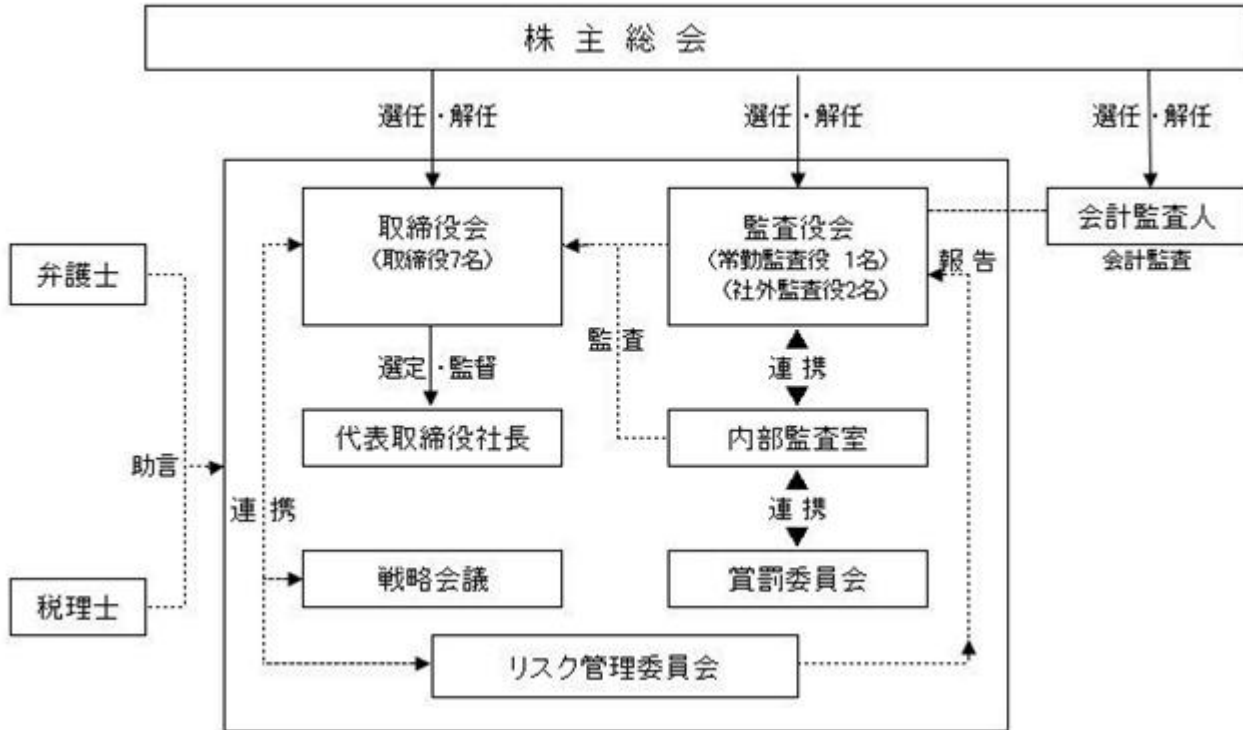 株主総会
選任・解任
選任・解任
選任・解任
取締役会
（取締役7名）
監査役会
（常勤監査役 1名）
（社外監査役2名）
会計監査人
会計監査
報告
弁護士
監査
選定・監督
連携
代表取締役社長
内部監査室
助言
連携
連携
戦略会議
賞罰委員会
税理士
リスク管理委員会